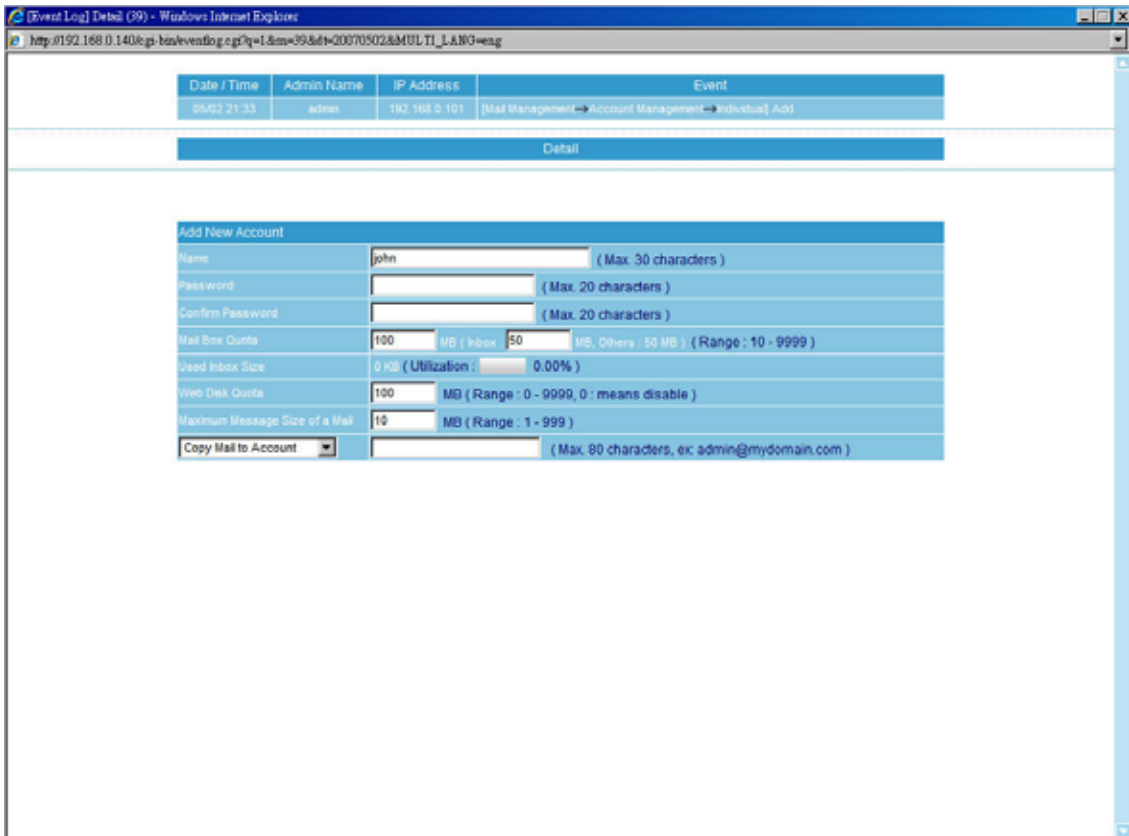 [Event Log] Detail (39) - Windows Internet Explorer
http://192.168.0.140/cgi-bin/eventlog.cgi?q=1&m=39&dt=20070502&MULTI_LANG=eng
Date / Time Admin Name IP Address Event
05/02 21:33 admin 192.168.0.101 [Mail Management➔Account Management➔Individual] Add
Detail
Add New Account
Name john ( Max. 30 characters )
Password ( Max. 20 characters )
Confirm Password ( Max. 20 characters )
Mail Box Quota 100 MB ( Inbox : 50 MB, Others : 50 MB ) ( Range : 10 - 9999 )
Used Inbox Size 0 KB ( Utilization : 0.00% )
Web Disk Quota 100 MB ( Range : 0 - 9999, 0 : means disable )
Maximum Message Size of a Mail 10 MB ( Range : 1 - 999 )
Copy Mail to Account ( Max. 80 characters, ex: admin@mydomain.com )